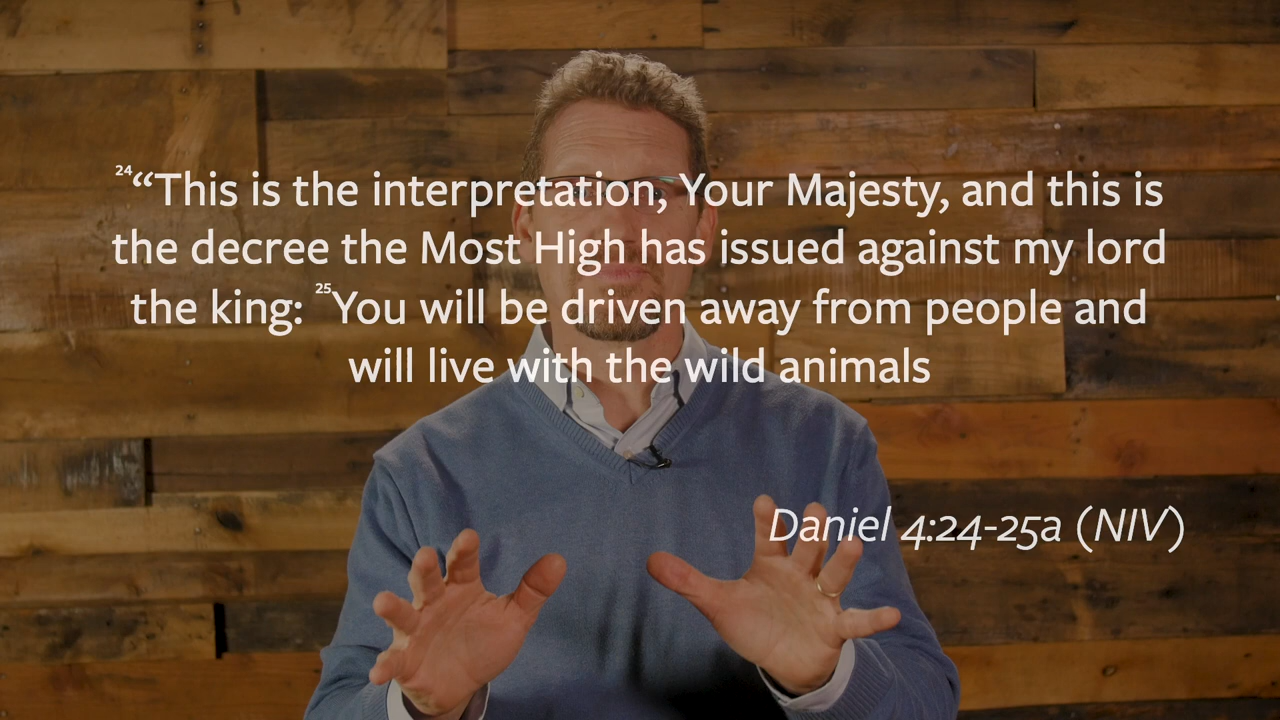 ²⁴“This is the interpretation, Your Majesty, and this is
the decree the Most High has issued against my lord
the king: ²⁵You will be driven away from people and
will live with the wild animals
Daniel 4:24-25a (NIV)